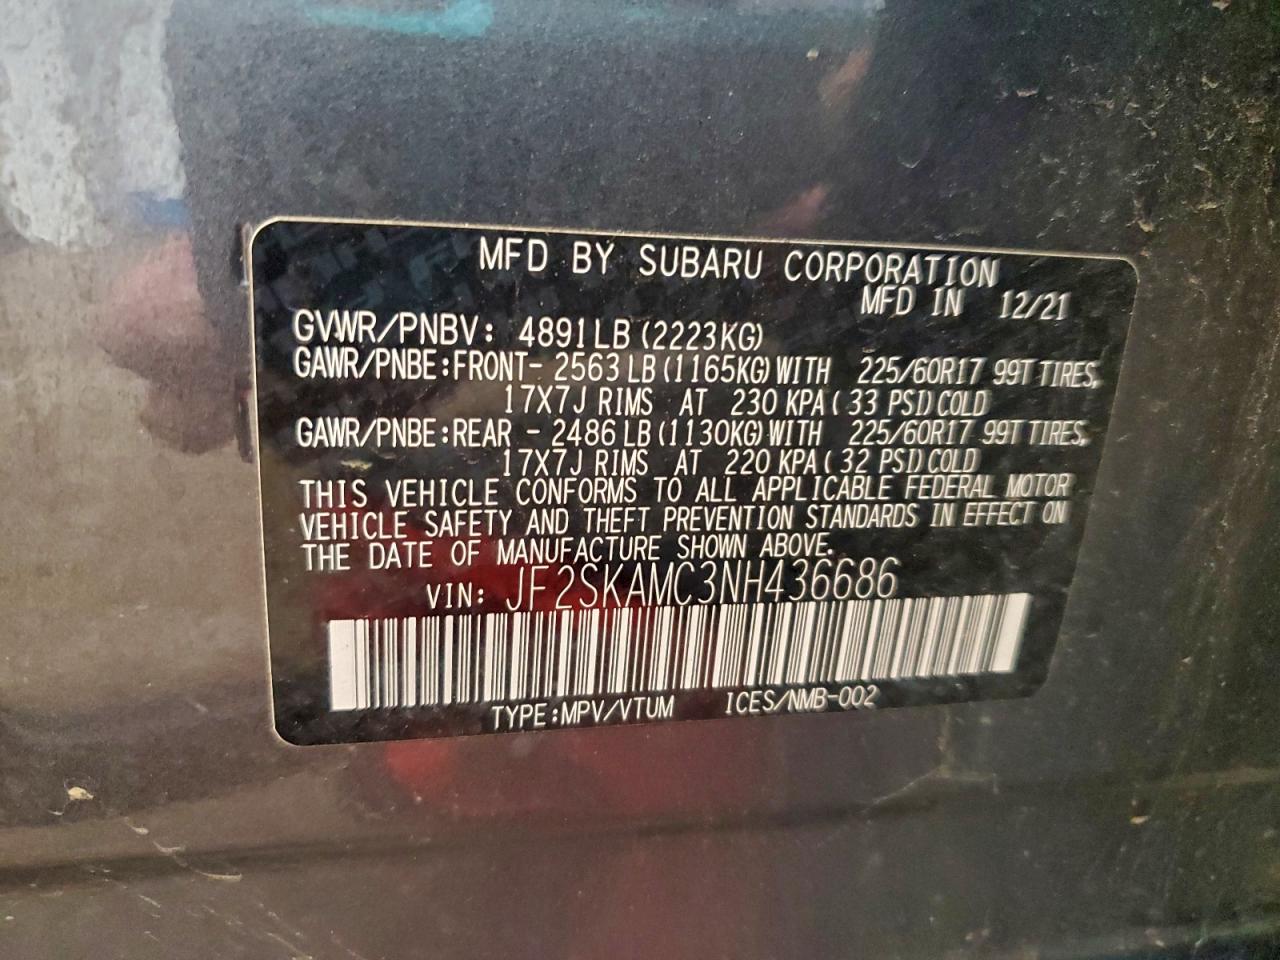 MFD BY SUBARU CORPORATION
MFD IN 12/21
GVWR/PNBV: 4891LB(2223KG)
GAWR/PNBE:FRONT- 2563LB(1165KG)WITH 225/60R17 99T TIRES,
17X7J RIMS AT 230 KPA( 33 PSI)COLD
GAWR/PNBE:REAR - 2486LB(1130KG)WITH 225/60R17 99T TIRES,
17X7J RIMS AT 220 KPA( 32 PSI)COLD
THIS VEHICLE CONFORMS TO ALL APPLICABLE FEDERAL MOTOR
VEHICLE SAFETY AND THEFT PREVENTION STANDARDS IN EFFECT ON
THE DATE OF MANUFACTURE SHOWN ABOVE.
VIN: JF2SKAMC3NH436686
TYPE:MPV/VTUM ICES/NMB-002